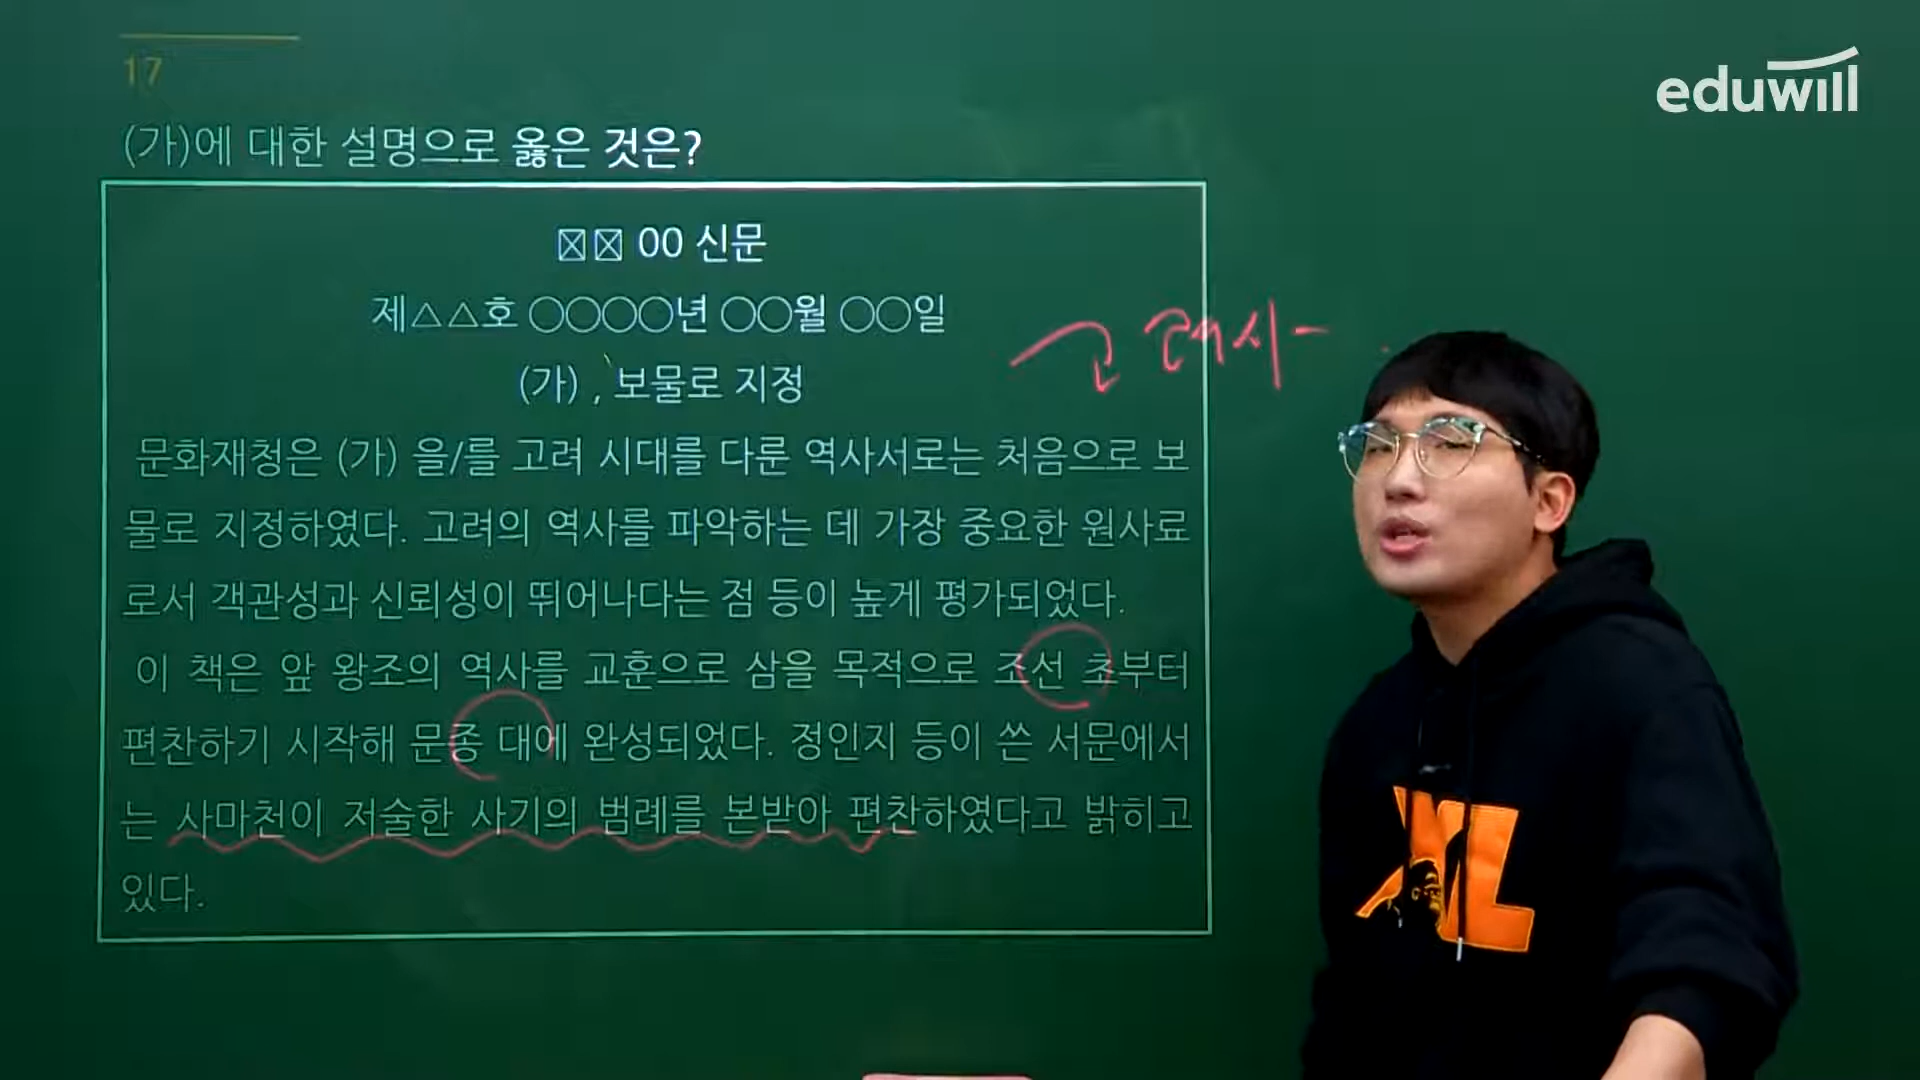 17
eduwill
(가)에 대한 설명으로 옳은 것은?
00 신문
제△△호 ○○○○년 ○○월 ○○일
(가) , 보물로 지정
고려사
문화재청은 (가) 을/를 고려 시대를 다룬 역사서로는 처음으로 보
물로 지정하였다. 고려의 역사를 파악하는 데 가장 중요한 원사료
로서 객관성과 신뢰성이 뛰어나다는 점 등이 높게 평가되었다.
이 책은 앞 왕조의 역사를 교훈으로 삼을 목적으로 조선 초부터
편찬하기 시작해 문종 대에 완성되었다. 정인지 등이 쓴 서문에서
는 사마천이 저술한 사기의 범례를 본받아 편찬하였다고 밝히고
있다.
XL